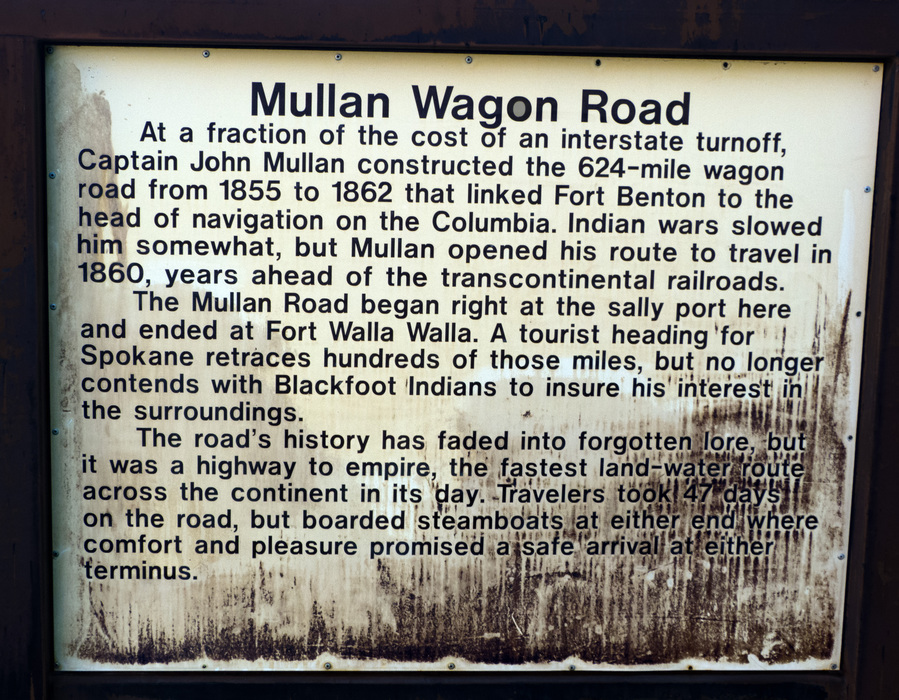 Mullan Wagon Road
At a fraction of the cost of an interstate turnoff,
Captain John Mullan constructed the 624-mile wagon
road from 1855 to 1862 that linked Fort Benton to the
head of navigation on the Columbia. Indian wars slowed
him somewhat, but Mullan opened his route to travel in
1860, years ahead of the transcontinental railroads.
The Mullan Road began right at the sally port here
and ended at Fort Walla Walla. A tourist heading for
Spokane retraces hundreds of those miles, but no longer
contends with Blackfoot Indians to insure his interest in
the surroundings.
The road's history has faded into forgotten lore, but
it was a highway to empire, the fastest land-water route
across the continent in its day. Travelers took 47 days
on the road, but boarded steamboats at either end where
comfort and pleasure promised a safe arrival at either
terminus.